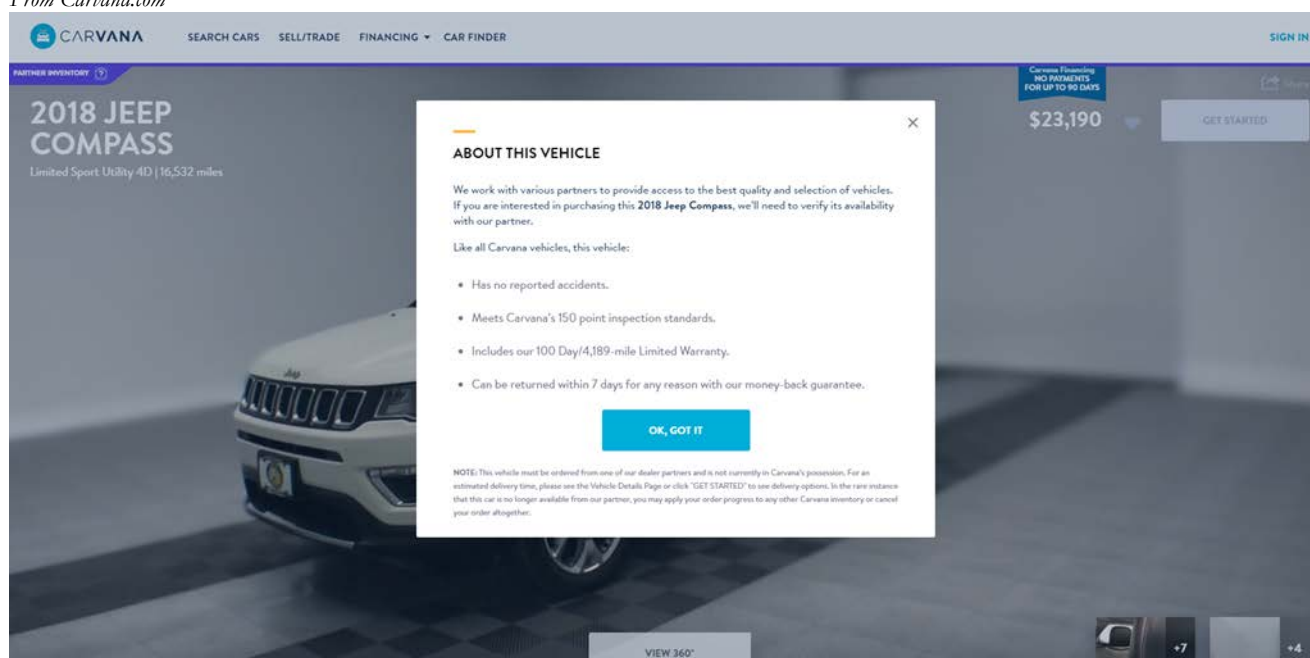 From Carvana.com
CARVANA SEARCH CARS SELL/TRADE FINANCING CAR FINDER SIGN IN
PARTNER INVENTORY ?
Carvana Financing
NO PAYMENTS
FOR UP TO 90 DAYS
2018 JEEP
COMPASS
Limited Sport Utility 4D | 16,532 miles
$23,190
Share
GET STARTED
ABOUT THIS VEHICLE
We work with various partners to provide access to the best quality and selection of vehicles.
If you are interested in purchasing this 2018 Jeep Compass, we'll need to verify its availability
with our partner.
Like all Carvana vehicles, this vehicle:
• Has no reported accidents.
• Meets Carvana's 150 point inspection standards.
• Includes our 100 Day/4,189-mile Limited Warranty.
• Can be returned within 7 days for any reason with our money-back guarantee.
OK, GOT IT
NOTE: This vehicle must be ordered from one of our dealer partners and is not currently in Carvana's possession. For an
estimated delivery time, please see the Vehicle Details Page or click "GET STARTED" to see delivery options. In the rare instance
that this car is no longer available from our partner, you may apply your order progress to any other Carvana inventory or cancel
your order altogether.
Jeep
VIEW 360°
+7
+4